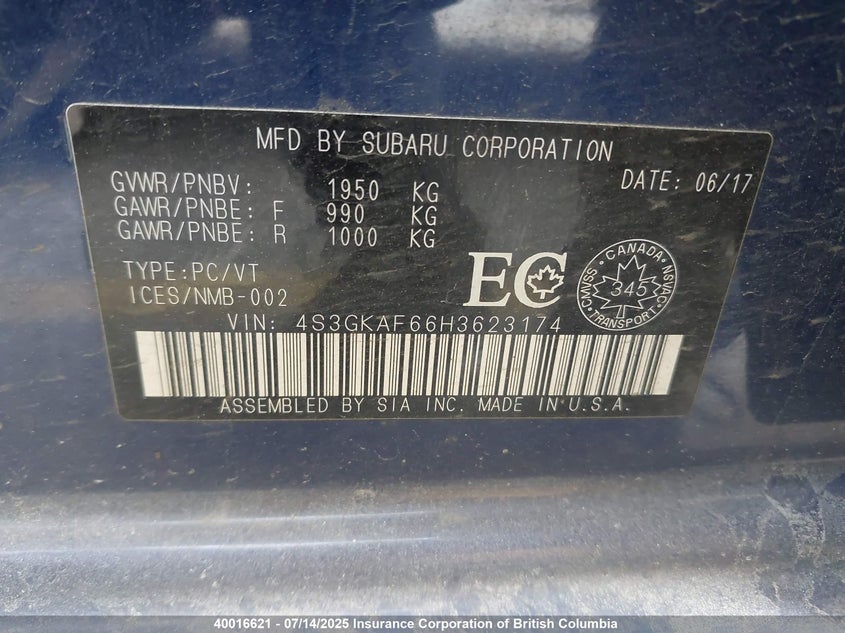 MFD BY SUBARU CORPORATION
GVWR/PNBV: 1950 KG DATE: 06/17
GAWR/PNBE: F 990 KG
GAWR/PNBE: R 1000 KG
TYPE:PC/VT
ICES/NMB-002
EC
CANADA
CMVSS 345 NSVAC
TRANSPORT
VIN: 4S3GKAF66H3623174
ASSEMBLED BY SIA INC. MADE IN U.S.A.
40016621 - 07/14/2025 Insurance Corporation of British Columbia